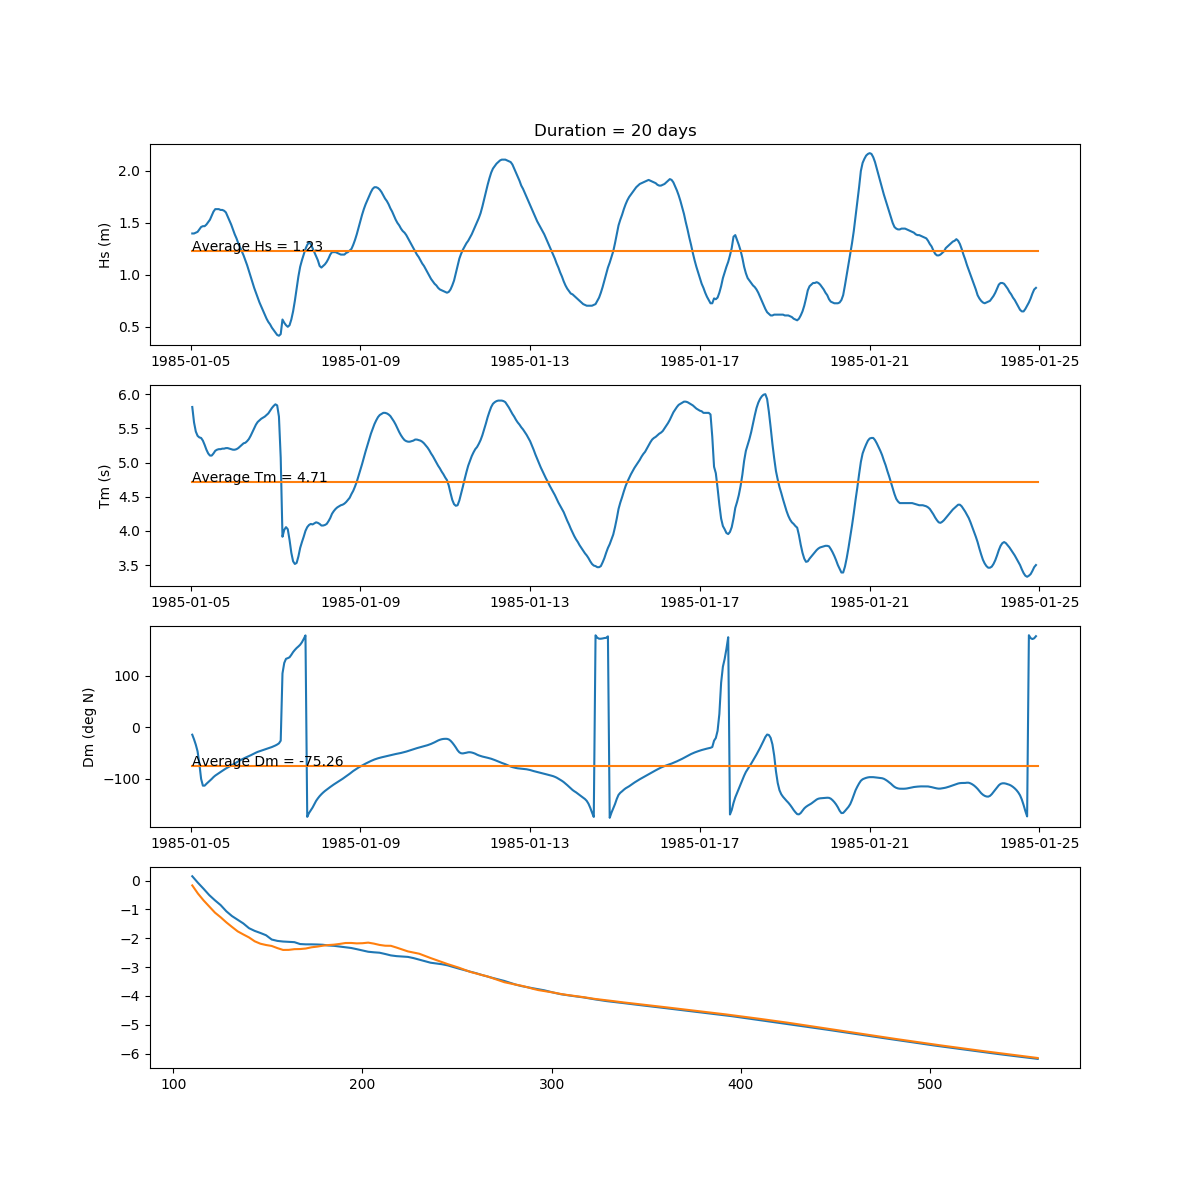 Duration = 20 days
Hs (m)
2.0
1.5
1.0
0.5
Average Hs = 1.23
1985-01-05 1985-01-09 1985-01-13 1985-01-17 1985-01-21 1985-01-25
Tm (s)
6.0
5.5
5.0
4.5
4.0
3.5
Average Tm = 4.71
1985-01-05 1985-01-09 1985-01-13 1985-01-17 1985-01-21 1985-01-25
Dm (deg N)
100
0
−100
Average Dm = -75.26
1985-01-05 1985-01-09 1985-01-13 1985-01-17 1985-01-21 1985-01-25
0
−1
−2
−3
−4
−5
−6
100 200 300 400 500